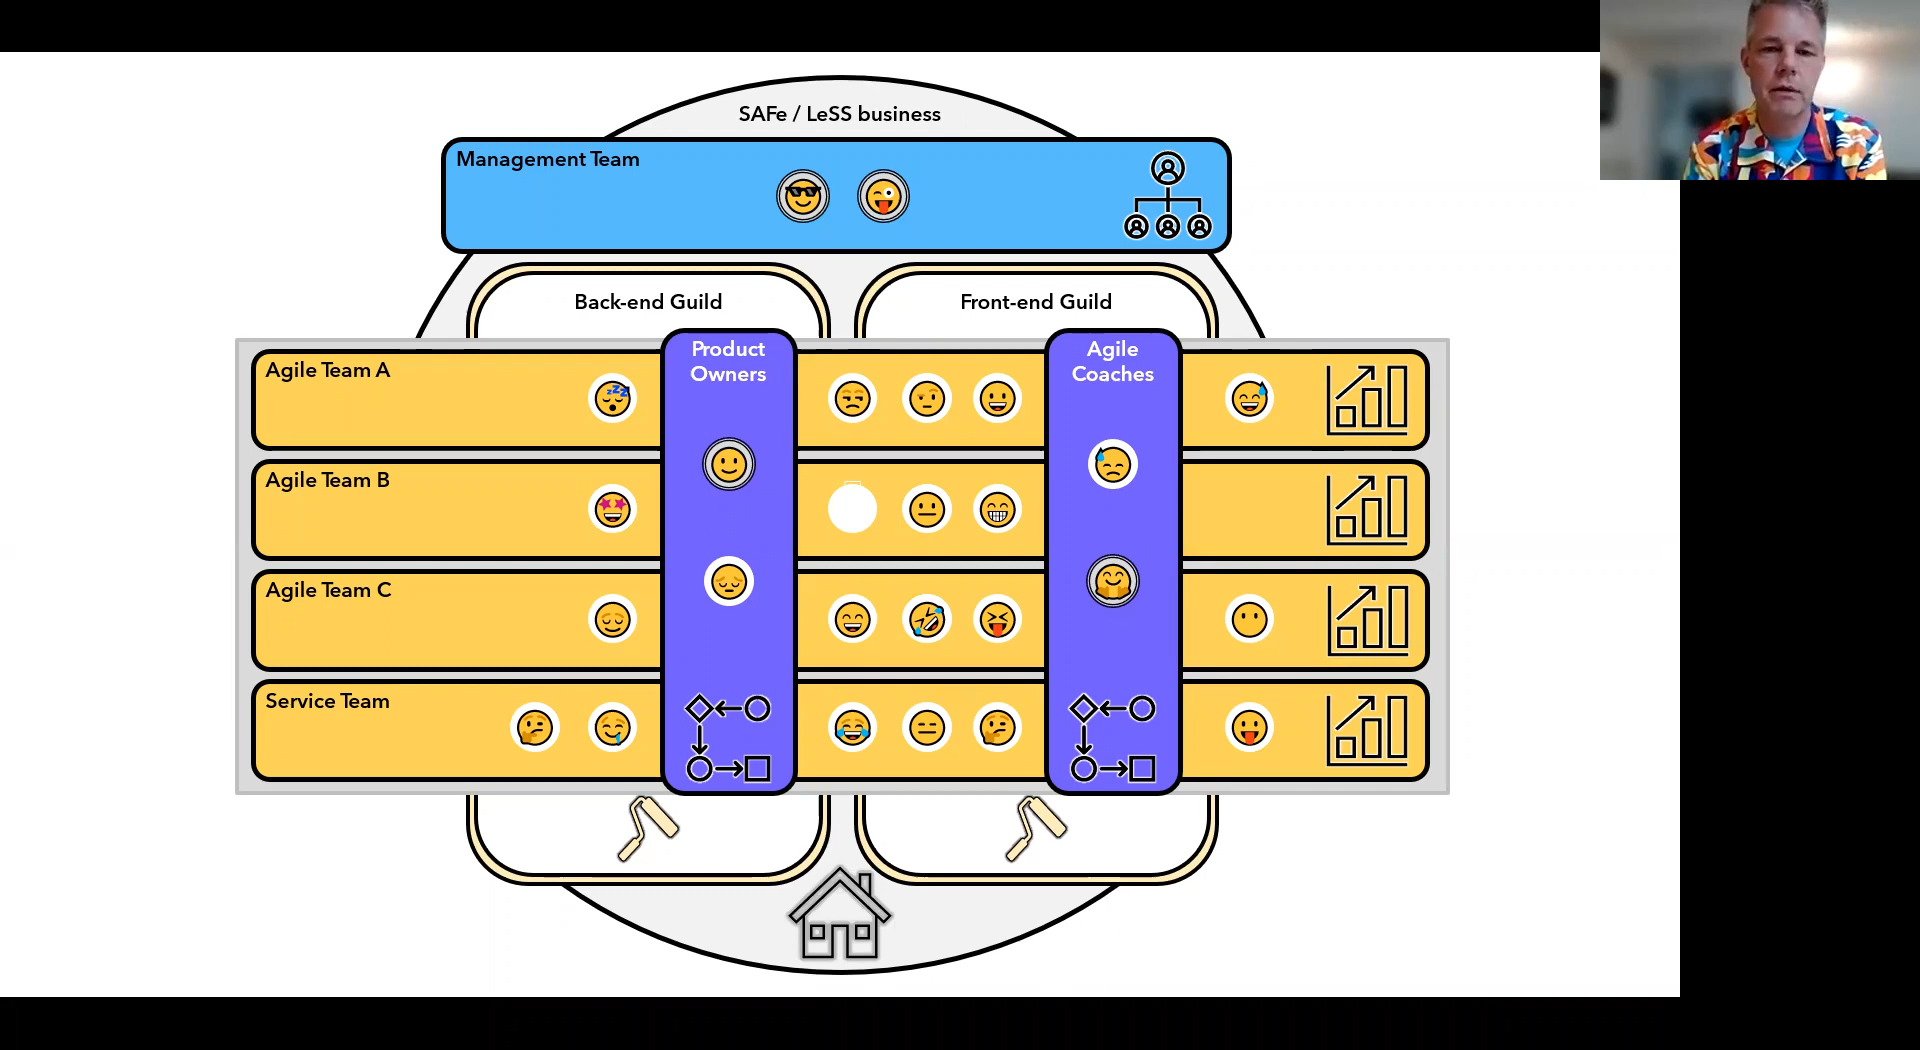 SAFe / LeSS business
Management Team
Back-end Guild
Front-end Guild
Product
Owners
Agile
Coaches
Agile Team A
Agile Team B
Agile Team C
Service Team